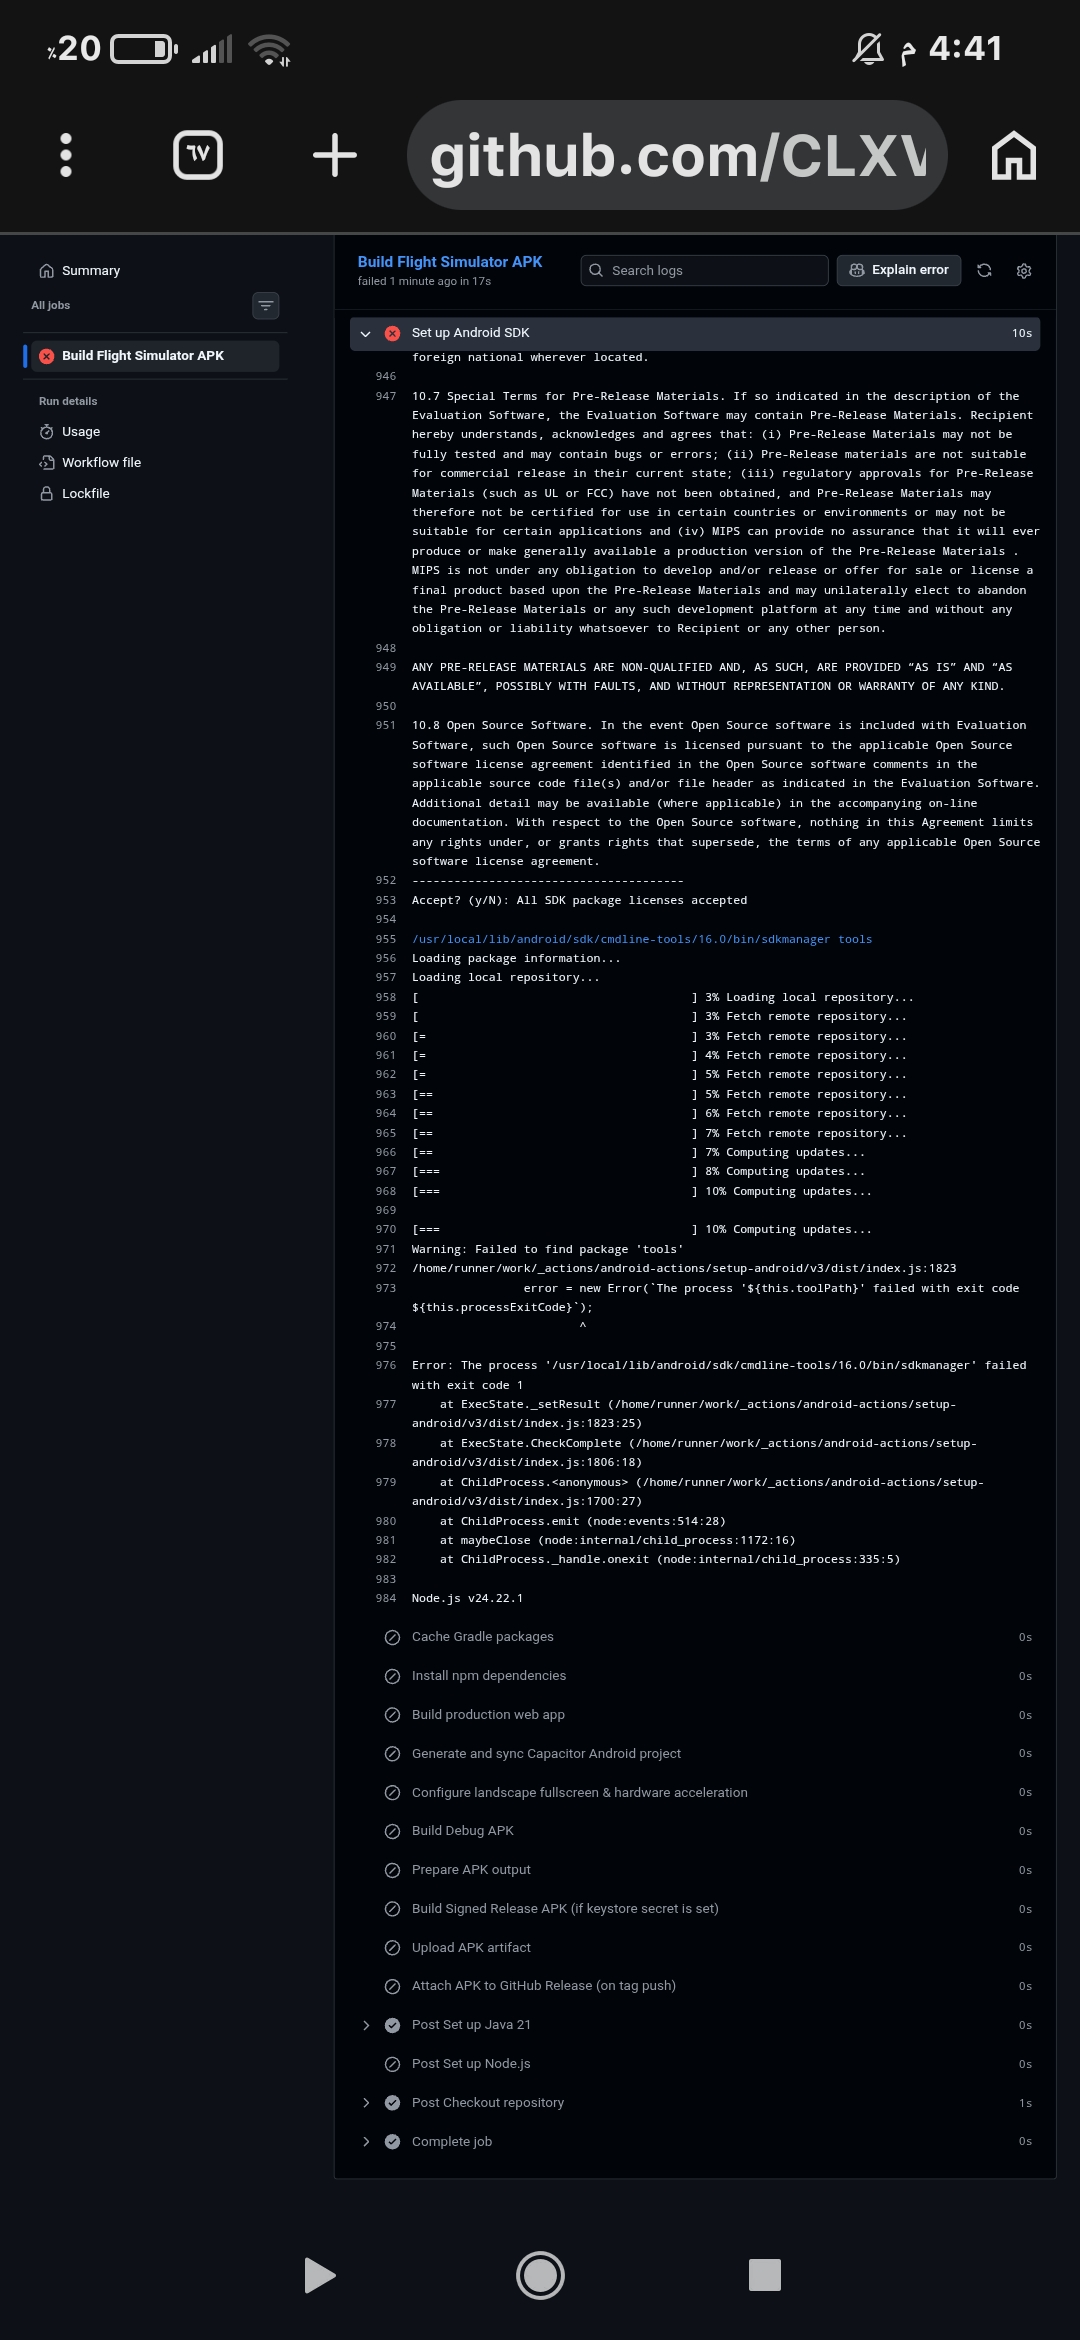 ٪20
م 4:41
github.com/CLXV
Summary
All jobs
Build Flight Simulator APK
Run details
Usage
Workflow file
Lockfile
Build Flight Simulator APK
failed 1 minute ago in 17s
Search logs
Explain error
Set up Android SDK 10s
foreign national wherever located.
946
947 10.7 Special Terms for Pre-Release Materials. If so indicated in the description of the
Evaluation Software, the Evaluation Software may contain Pre-Release Materials. Recipient
hereby understands, acknowledges and agrees that: (i) Pre-Release Materials may not be
fully tested and may contain bugs or errors; (ii) Pre-Release materials are not suitable
for commercial release in their current state; (iii) regulatory approvals for Pre-Release
Materials (such as UL or FCC) have not been obtained, and Pre-Release Materials may
therefore not be certified for use in certain countries or environments or may not be
suitable for certain applications and (iv) MIPS can provide no assurance that it will ever
produce or make generally available a production version of the Pre-Release Materials .
MIPS is not under any obligation to develop and/or release or offer for sale or license a
final product based upon the Pre-Release Materials and may unilaterally elect to abandon
the Pre-Release Materials or any such development platform at any time and without any
obligation or liability whatsoever to Recipient or any other person.
948
949 ANY PRE-RELEASE MATERIALS ARE NON-QUALIFIED AND, AS SUCH, ARE PROVIDED “AS IS” AND “AS
AVAILABLE”, POSSIBLY WITH FAULTS, AND WITHOUT REPRESENTATION OR WARRANTY OF ANY KIND.
950
951 10.8 Open Source Software. In the event Open Source software is included with Evaluation
Software, such Open Source software is licensed pursuant to the applicable Open Source
software license agreement identified in the Open Source software comments in the
applicable source code file(s) and/or file header as indicated in the Evaluation Software.
Additional detail may be available (where applicable) in the accompanying on-line
documentation. With respect to the Open Source software, nothing in this Agreement limits
any rights under, or grants rights that supersede, the terms of any applicable Open Source
software license agreement.
952 ---------------------------------------
953 Accept? (y/N): All SDK package licenses accepted
954
955 /usr/local/lib/android/sdk/cmdline-tools/16.0/bin/sdkmanager tools
956 Loading package information...
957 Loading local repository...
958 [                                       ] 3% Loading local repository...
959 [                                       ] 3% Fetch remote repository...
960 [=                                      ] 3% Fetch remote repository...
961 [=                                      ] 4% Fetch remote repository...
962 [=                                      ] 5% Fetch remote repository...
963 [==                                     ] 5% Fetch remote repository...
964 [==                                     ] 6% Fetch remote repository...
965 [==                                     ] 7% Fetch remote repository...
966 [==                                     ] 7% Computing updates...
967 [===                                    ] 8% Computing updates...
968 [===                                    ] 10% Computing updates...
969
970 [===                                    ] 10% Computing updates...
971 Warning: Failed to find package 'tools'
972 /home/runner/work/_actions/android-actions/setup-android/v3/dist/index.js:1823
973 error = new Error(`The process '${this.toolPath}' failed with exit code
${this.processExitCode}`);
974 ^
975
976 Error: The process '/usr/local/lib/android/sdk/cmdline-tools/16.0/bin/sdkmanager' failed
with exit code 1
977 at ExecState._setResult (/home/runner/work/_actions/android-actions/setup-
android/v3/dist/index.js:1823:25)
978 at ExecState.CheckComplete (/home/runner/work/_actions/android-actions/setup-
android/v3/dist/index.js:1806:18)
979 at ChildProcess.<anonymous> (/home/runner/work/_actions/android-actions/setup-
android/v3/dist/index.js:1700:27)
980 at ChildProcess.emit (node:events:514:28)
981 at maybeClose (node:internal/child_process:1172:16)
982 at ChildProcess._handle.onexit (node:internal/child_process:335:5)
983
984 Node.js v24.22.1
Cache Gradle packages 0s
Install npm dependencies 0s
Build production web app 0s
Generate and sync Capacitor Android project 0s
Configure landscape fullscreen & hardware acceleration 0s
Build Debug APK 0s
Prepare APK output 0s
Build Signed Release APK (if keystore secret is set) 0s
Upload APK artifact 0s
Attach APK to GitHub Release (on tag push) 0s
Post Set up Java 21 0s
Post Set up Node.js 0s
Post Checkout repository 1s
Complete job 0s